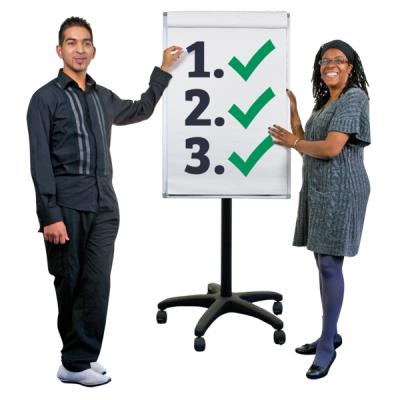 1. ✓
2. ✓
3. ✓